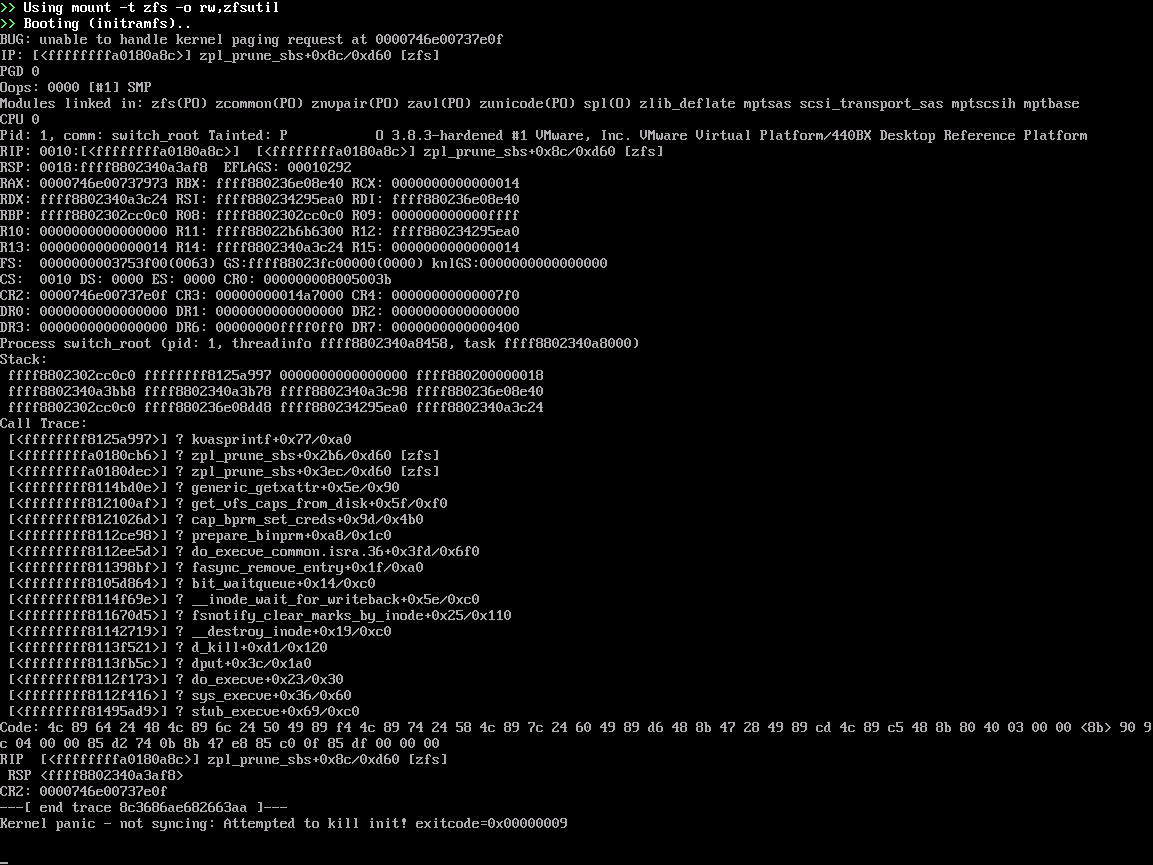 >> Using mount -t zfs -o rw,zfsutil
>> Booting (initramfs)..
BUG: unable to handle kernel paging request at 0000746e00737e0f
IP: [<ffffffffa0180a8c>] zpl_prune_sbs+0x8c/0xd60 [zfs]
PGD 0
Oops: 0000 [#1] SMP
Modules linked in: zfs(PO) zcommon(PO) znvpair(PO) zavl(PO) zunicode(PO) spl(O) zlib_deflate mptsas scsi_transport_sas mptscsih mptbase
CPU 0
Pid: 1, comm: switch_root Tainted: P           O 3.8.3-hardened #1 VMware, Inc. VMware Virtual Platform/440BX Desktop Reference Platform
RIP: 0010:[<ffffffffa0180a8c>]  [<ffffffffa0180a8c>] zpl_prune_sbs+0x8c/0xd60 [zfs]
RSP: 0018:ffff8802340a3af8  EFLAGS: 00010292
RAX: 0000746e00737973 RBX: ffff880236e08e40 RCX: 0000000000000014
RDX: ffff8802340a3c24 RSI: ffff880234295ea0 RDI: ffff880236e08e40
RBP: ffff8802302cc0c0 R08: ffff8802302cc0c0 R09: 000000000000ffff
R10: 0000000000000000 R11: ffff88022b6b6300 R12: ffff880234295ea0
R13: 0000000000000014 R14: ffff8802340a3c24 R15: 0000000000000014
FS:  0000000003753f00(0063) GS:ffff88023fc00000(0000) knlGS:0000000000000000
CS:  0010 DS: 0000 ES: 0000 CR0: 000000008005003b
CR2: 0000746e00737e0f CR3: 00000000014a7000 CR4: 00000000000007f0
DR0: 0000000000000000 DR1: 0000000000000000 DR2: 0000000000000000
DR3: 0000000000000000 DR6: 00000000ffff0ff0 DR7: 0000000000000400
Process switch_root (pid: 1, threadinfo ffff8802340a8458, task ffff8802340a8000)
Stack:
 ffff8802302cc0c0 ffffffff8125a997 0000000000000000 ffff880200000018
 ffff8802340a3bb8 ffff8802340a3b78 ffff8802340a3c98 ffff880236e08e40
 ffff8802302cc0c0 ffff880236e08dd8 ffff880234295ea0 ffff8802340a3c24
Call Trace:
 [<ffffffff8125a997>] ? kvasprintf+0x77/0xa0
 [<ffffffffa0180cb6>] ? zpl_prune_sbs+0x2b6/0xd60 [zfs]
 [<ffffffffa0180dec>] ? zpl_prune_sbs+0x3ec/0xd60 [zfs]
 [<ffffffff8114bd0e>] ? generic_getxattr+0x5e/0x90
 [<ffffffff812100af>] ? get_vfs_caps_from_disk+0x5f/0xf0
 [<ffffffff8121026d>] ? cap_bprm_set_creds+0x9d/0x4b0
 [<ffffffff8112ce98>] ? prepare_binprm+0xa8/0x1c0
 [<ffffffff8112ee5d>] ? do_execve_common.isra.36+0x3fd/0x6f0
 [<ffffffff811398bf>] ? fasync_remove_entry+0x1f/0xa0
 [<ffffffff8105d864>] ? bit_waitqueue+0x14/0xc0
 [<ffffffff8114f69e>] ? __inode_wait_for_writeback+0x5e/0xc0
 [<ffffffff811670d5>] ? fsnotify_clear_marks_by_inode+0x25/0x110
 [<ffffffff81142719>] ? __destroy_inode+0x19/0xc0
 [<ffffffff8113f521>] ? d_kill+0xd1/0x120
 [<ffffffff8113fb5c>] ? dput+0x3c/0x1a0
 [<ffffffff8112f173>] ? do_execve+0x23/0x30
 [<ffffffff8112f416>] ? sys_execve+0x36/0x60
 [<ffffffff81495ad9>] ? stub_execve+0x69/0xc0
Code: 4c 89 64 24 48 4c 89 6c 24 50 49 89 f4 4c 89 74 24 58 4c 89 7c 24 60 49 89 d6 48 8b 47 28 49 89 cd 4c 89 c5 48 8b 80 40 03 00 00 <8b> 90 9
c 04 00 00 85 d2 74 0b 8b 47 e8 85 c0 0f 85 df 00 00 00
RIP  [<ffffffffa0180a8c>] zpl_prune_sbs+0x8c/0xd60 [zfs]
 RSP <ffff8802340a3af8>
CR2: 0000746e00737e0f
---[ end trace 8c3686ae682663aa ]---
Kernel panic - not syncing: Attempted to kill init! exitcode=0x00000009